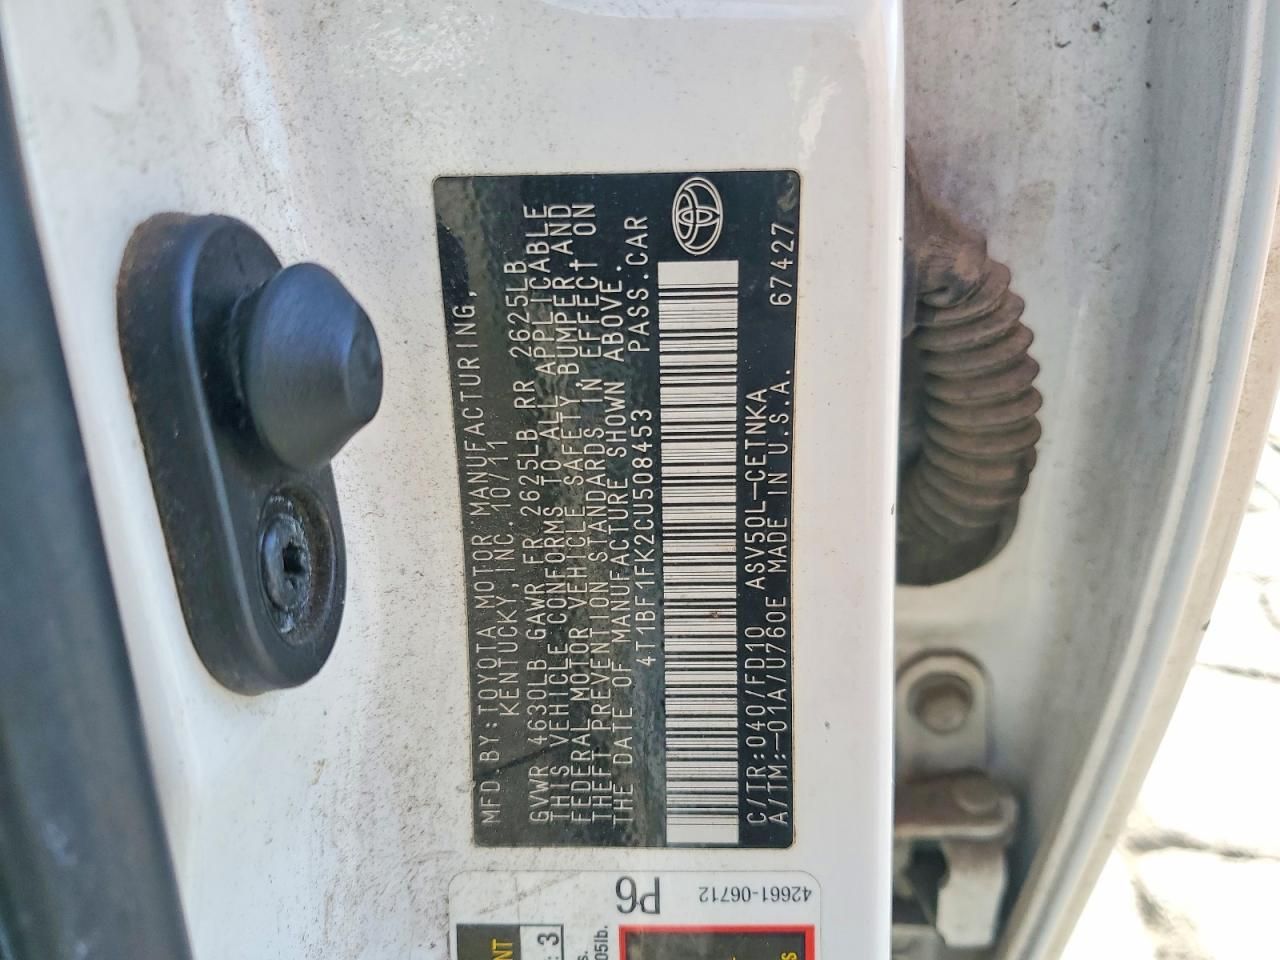 MFD.BY:TOYOTA MOTOR MANUFACTURING,
KENTUCKY, INC. 10/11
GVWR 4630LB GAWR FR 2625LB RR 2625LB
THIS VEHICLE CONFORMS TO ALL APPLICABLE
FEDERAL MOTOR VEHICLE SAFETY,BUMPER,AND
THEFT PREVENTION STANDARDS IN EFFECT ON
THE DATE OF MANUFACTURE SHOWN ABOVE.
4T1BF1FK2CU508453 PASS.CAR
C/TR:040/FD10 ASV50L-CETNKA 67427
A/TM:-01A/U760E MADE IN U.S.A.
P6
42661-06712
NT
: 3
s.
05lb.